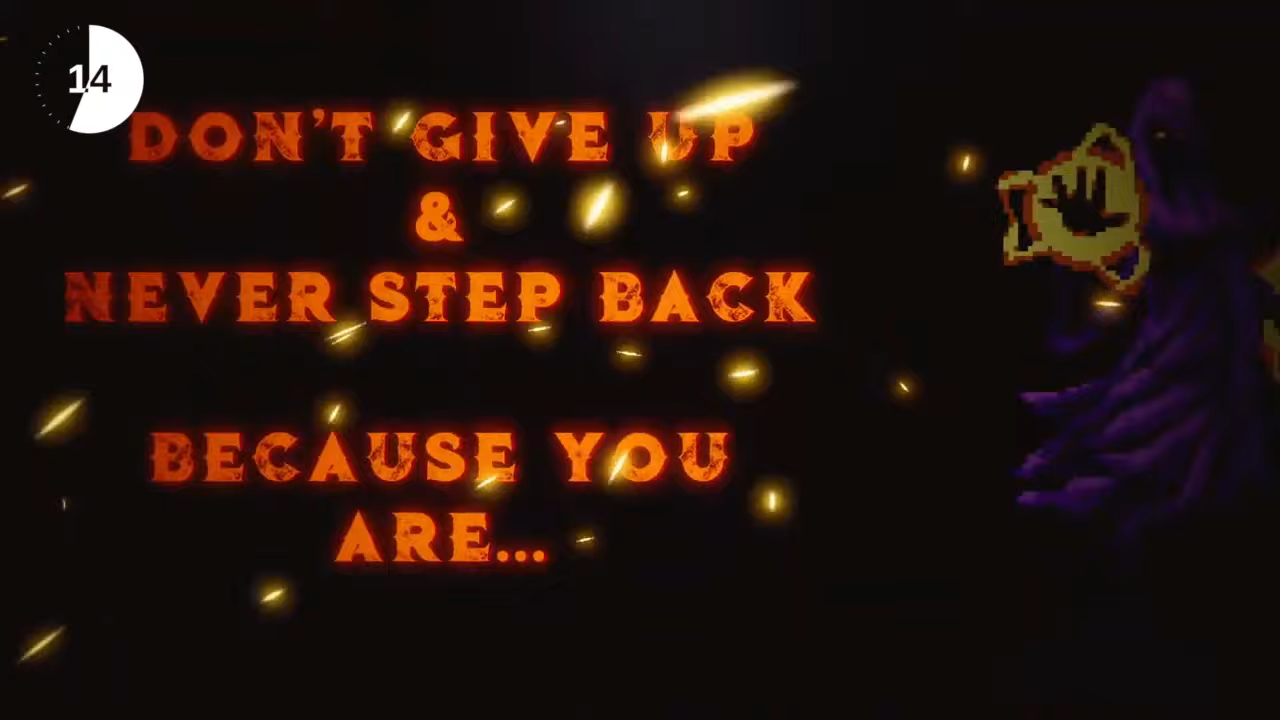 14
DON'T GIVE UP
&
NEVER STEP BACK
BECAUSE YOU
ARE...